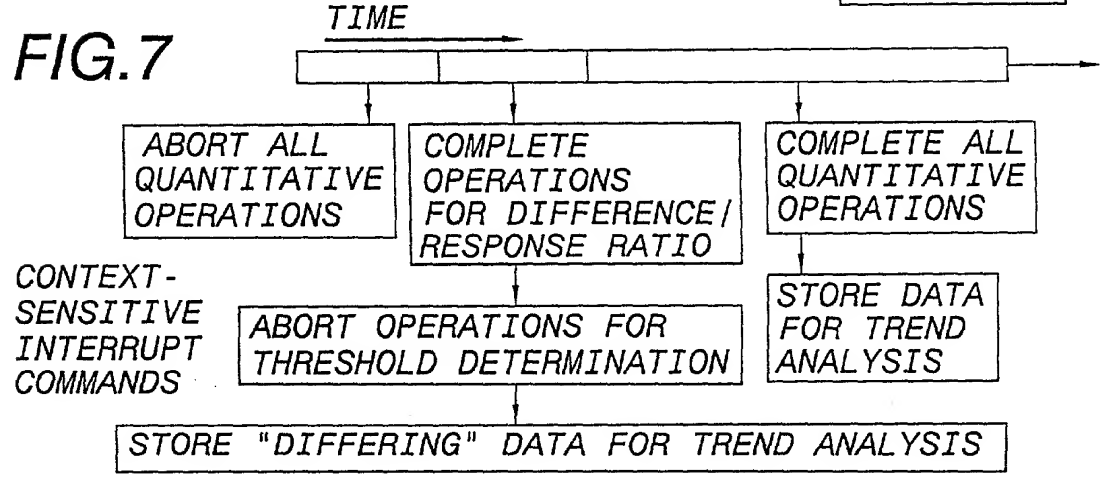 TIME
FIG.7
ABORT ALL
QUANTITATIVE
OPERATIONS
COMPLETE
OPERATIONS
FOR DIFFERENCE/
RESPONSE RATIO
COMPLETE ALL
QUANTITATIVE
OPERATIONS
CONTEXT-
SENSITIVE
INTERRUPT
COMMANDS
ABORT OPERATIONS FOR
THRESHOLD DETERMINATION
STORE DATA
FOR TREND
ANALYSIS
STORE "DIFFERING" DATA FOR TREND ANALYSIS